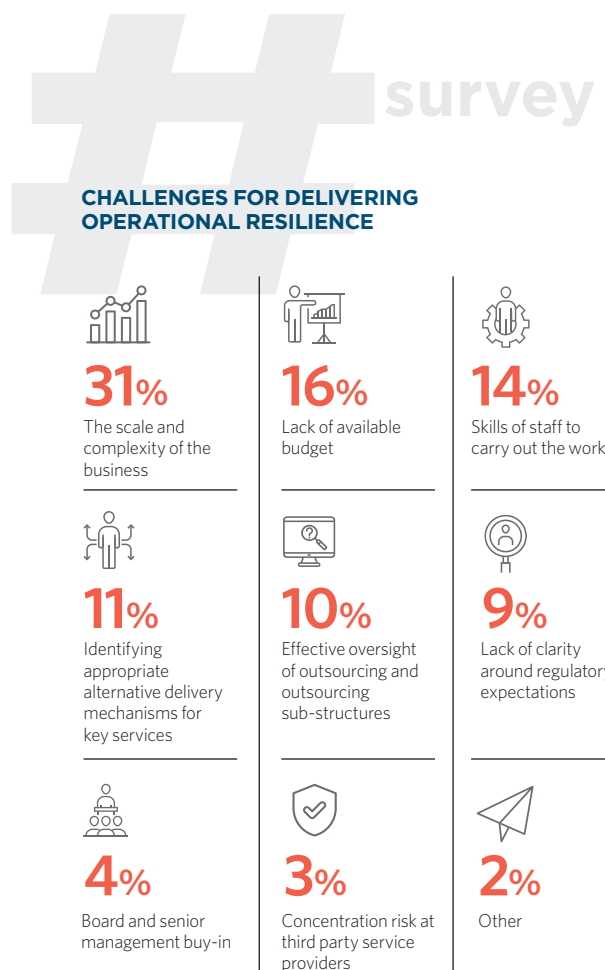 #survey
CHALLENGES FOR DELIVERING
OPERATIONAL RESILIENCE
31%
The scale and
complexity of the
business
16%
Lack of available
budget
14%
Skills of staff to
carry out the work
11%
Identifying
appropriate
alternative delivery
mechanisms for
key services
10%
Effective oversight
of outsourcing and
outsourcing
sub-structures
9%
Lack of clarity
around regulatory
expectations
4%
Board and senior
management buy-in
3%
Concentration risk at
third party service
providers
2%
Other